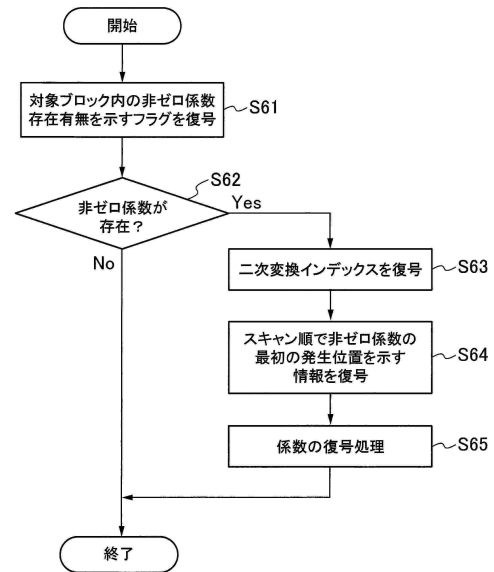 開始
対象ブロック内の非ゼロ係数
存在有無を示すフラグを復号
S61
S62
非ゼロ係数が
存在？
Yes
No
二次変換インデックスを復号
S63
スキャン順で非ゼロ係数の
最初の発生位置を示す
情報を復号
S64
係数の復号処理
S65
終了